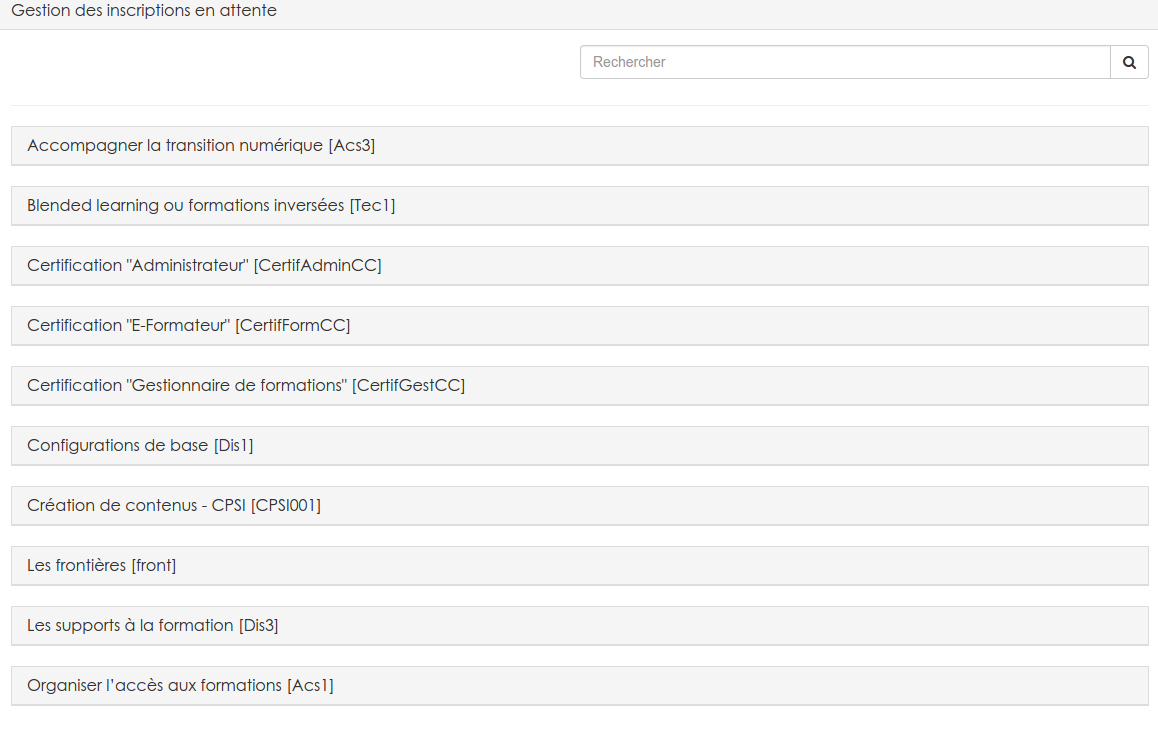 Gestion des inscriptions en attente
Rechercher
Accompagner la transition numérique [Acs3]
Blended learning ou formations inversées [Tec1]
Certification "Administrateur" [CertifAdminCC]
Certification "E-Formateur" [CertifFormCC]
Certification "Gestionnaire de formations" [CertifGestCC]
Configurations de base [Dis1]
Création de contenus - CPSI [CPSI001]
Les frontières [front]
Les supports à la formation [Dis3]
Organiser l’accès aux formations [Acs1]